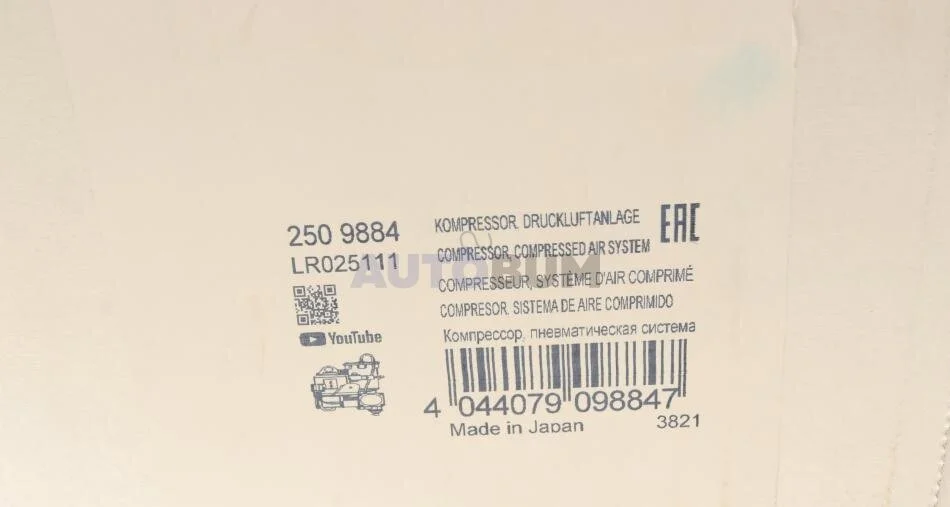 250 9884
LR025111
YouTube
KOMPRESSOR, DRUCKLUFTANLAGE
EAC
COMPRESSOR, COMPRESSED AIR SYSTEM
COMPRESSEUR, SYSTÈME D'AIR COMPRIMÉ
COMPRESOR, SISTEMA DE AIRE COMPRIMIDO
Компрессор, пневматическая система
4 044079 098847
Made in Japan
3821
AUTOBUM